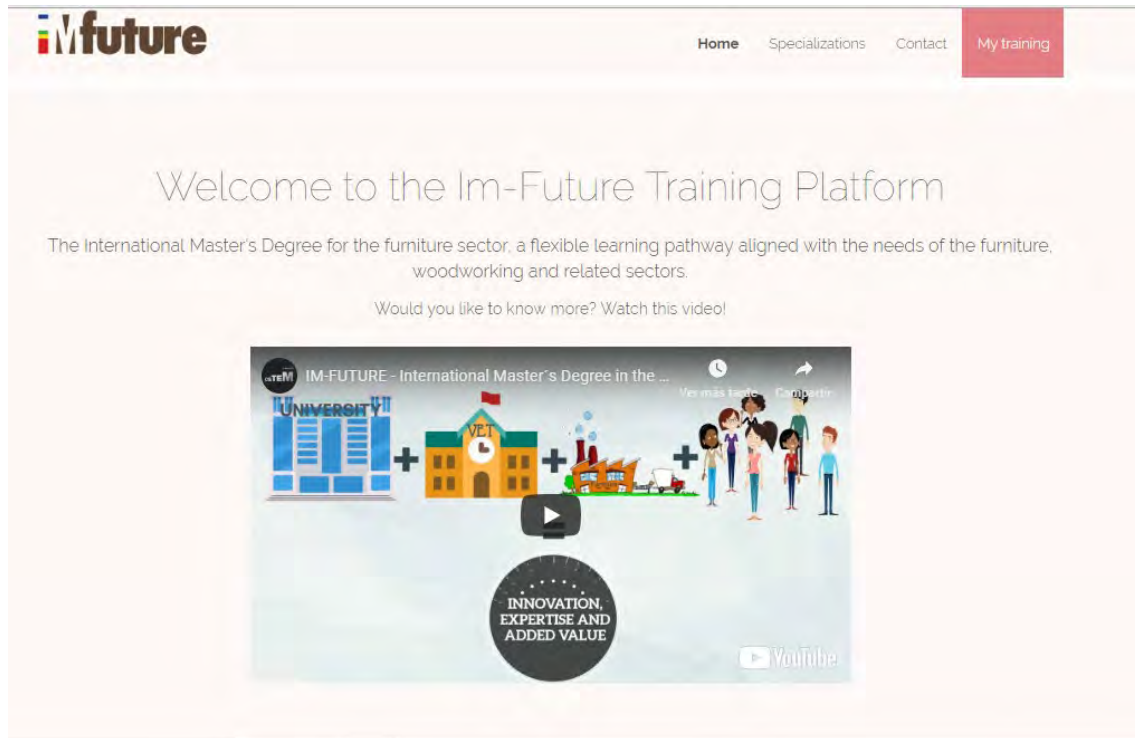 iMfuture
Home Specializations Contact My training
Welcome to the Im-Future Training Platform
The International Master's Degree for the furniture sector, a flexible learning pathway aligned with the needs of the furniture,
woodworking and related sectors.
Would you like to know more? Watch this video!
IM-FUTURE - International Master´s Degree in the ...
Ver más tarde Compartir
UNIVERSITY
VET
INNOVATION,
EXPERTISE AND
ADDED VALUE
YouTube